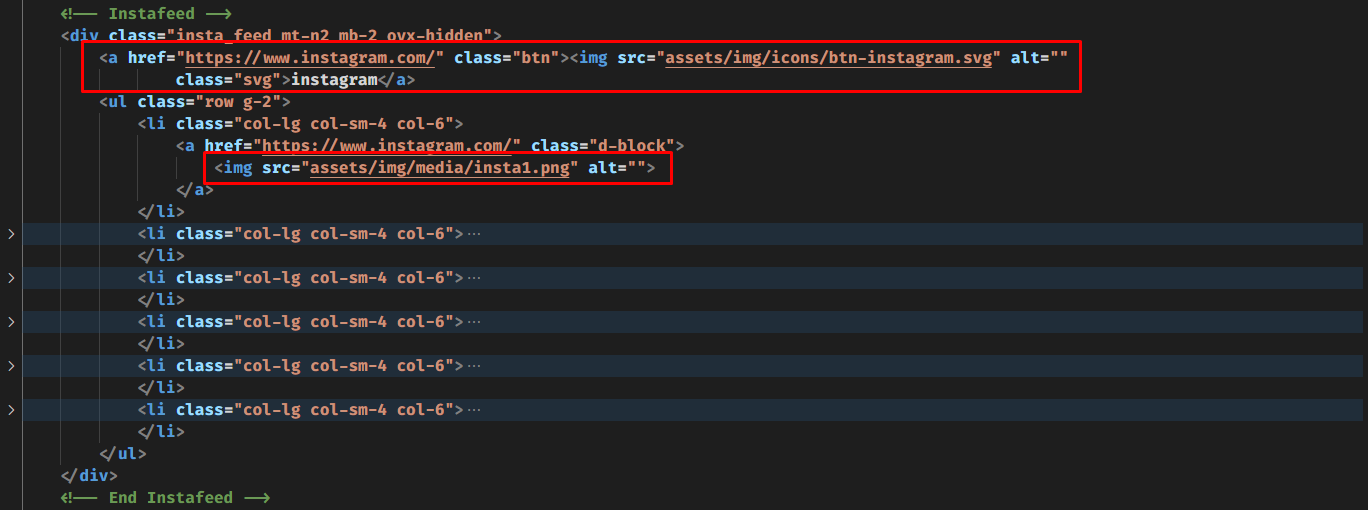 <!-- Instafeed -->
<div class="insta_feed mt-n2 mb-2 ovx-hidden">
<a href="https://www.instagram.com/" class="btn"><img src="assets/img/icons/btn-instagram.svg" alt=""
class="svg">instagram</a>
<ul class="row g-2">
<li class="col-lg col-sm-4 col-6">
<a href="https://www.instagram.com/" class="d-block">
<img src="assets/img/media/insta1.png" alt="">
</a>
</li>
<li class="col-lg col-sm-4 col-6">···
</li>
<li class="col-lg col-sm-4 col-6">···
</li>
<li class="col-lg col-sm-4 col-6">···
</li>
<li class="col-lg col-sm-4 col-6">···
</li>
<li class="col-lg col-sm-4 col-6">···
</li>
</ul>
</div>
<!-- End Instafeed -->